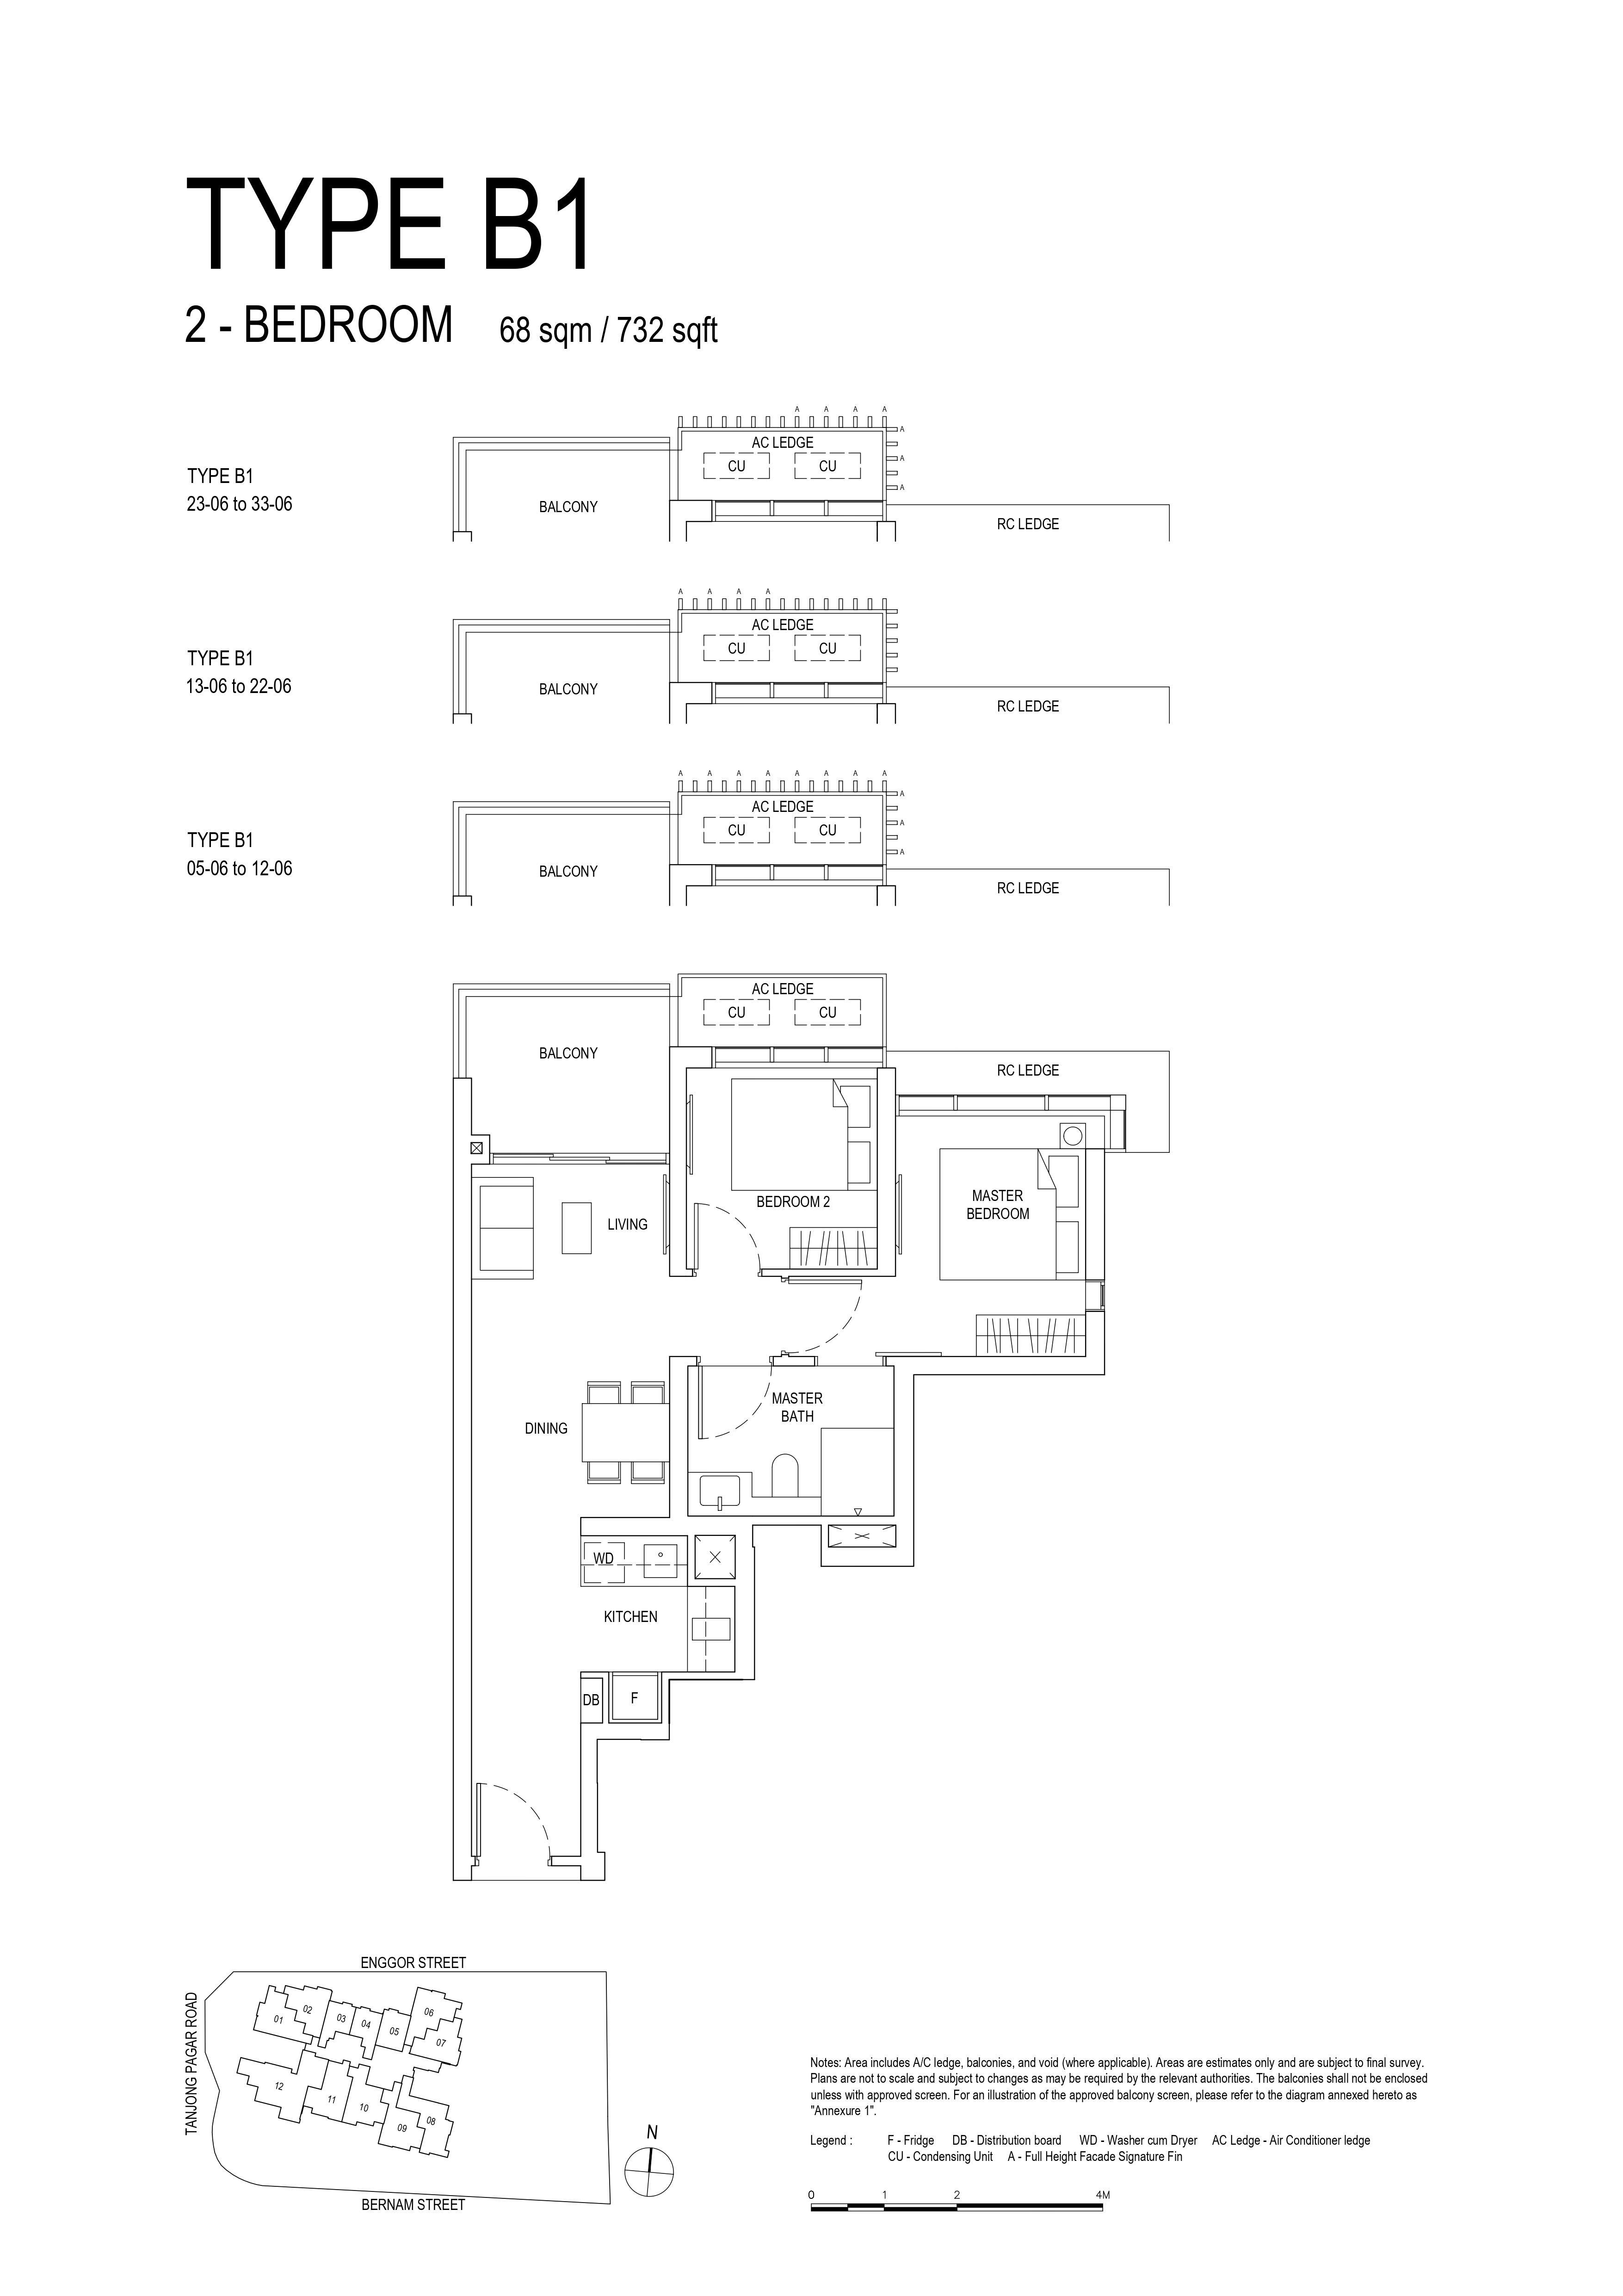 TYPE B1
2 - BEDROOM 68 sqm / 732 sqft
A A A A
A
AC LEDGE
CU CU
A
A
TYPE B1
23-06 to 33-06
BALCONY
RC LEDGE
A A A A
AC LEDGE
CU CU
TYPE B1
13-06 to 22-06
BALCONY
RC LEDGE
A A A A A A A A
A
AC LEDGE
CU CU
A
A
TYPE B1
05-06 to 12-06
BALCONY
RC LEDGE
AC LEDGE
CU CU
BALCONY
RC LEDGE
BEDROOM 2
MASTER
BEDROOM
LIVING
MASTER
BATH
DINING
WD
KITCHEN
DB F
ENGGOR STREET
TANJONG PAGAR ROAD
01 02 03 04 05 06 07
12 11 10 09 08
N
BERNAM STREET
Notes: Area includes A/C ledge, balconies, and void (where applicable). Areas are estimates only and are subject to final survey.
Plans are not to scale and subject to changes as may be required by the relevant authorities. The balconies shall not be enclosed
unless with approved screen. For an illustration of the approved balcony screen, please refer to the diagram annexed hereto as
"Annexure 1".
Legend : F - Fridge DB - Distribution board WD - Washer cum Dryer AC Ledge - Air Conditioner ledge
CU - Condensing Unit A - Full Height Facade Signature Fin
0 1 2 4M